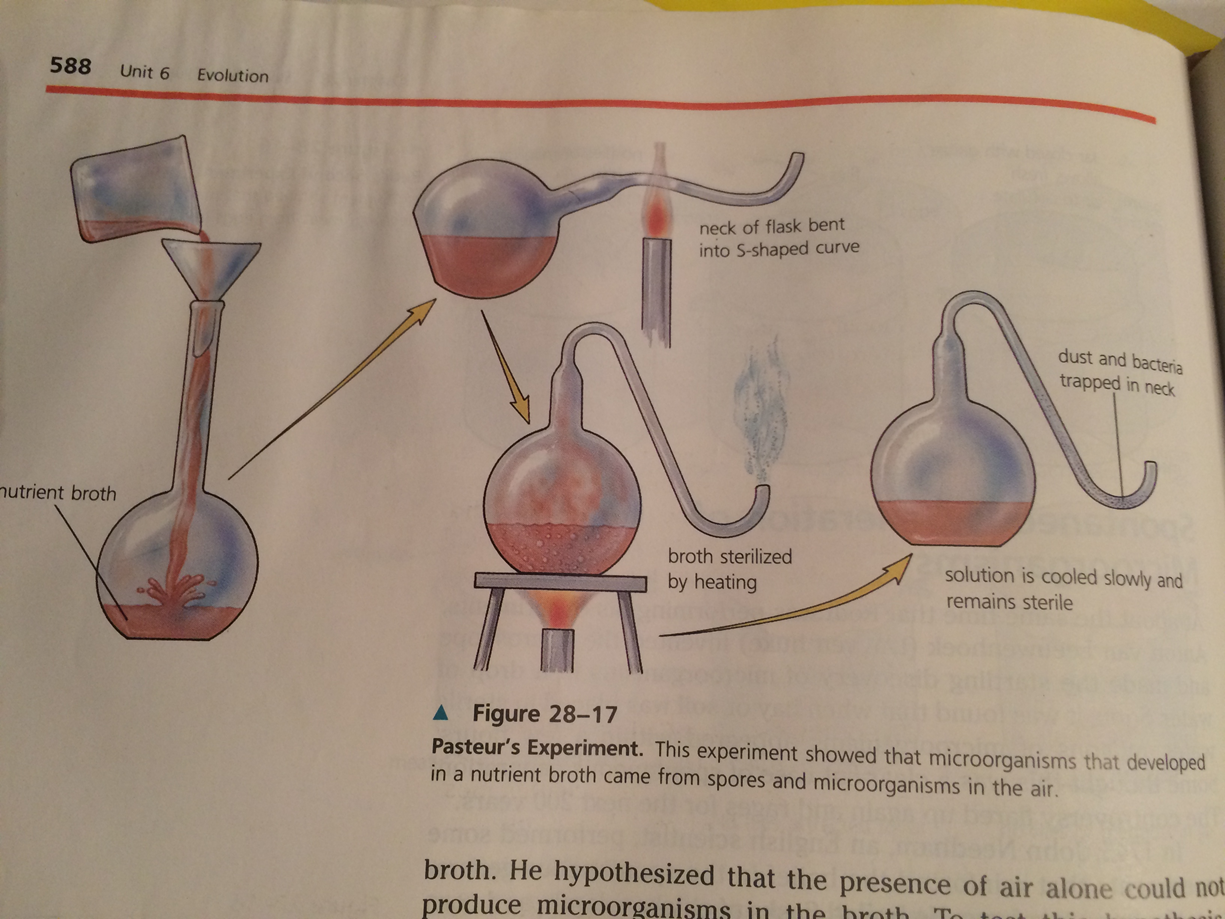 588 Unit 6 Evolution
neck of flask bent
into S-shaped curve
dust and bacteria
trapped in neck
nutrient broth
broth sterilized
by heating
solution is cooled slowly and
remains sterile
▲ Figure 28–17
Pasteur's Experiment. This experiment showed that microorganisms that developed
in a nutrient broth came from spores and microorganisms in the air.
broth. He hypothesized that the presence of air alone could not
produce microorganisms in the broth. To test this